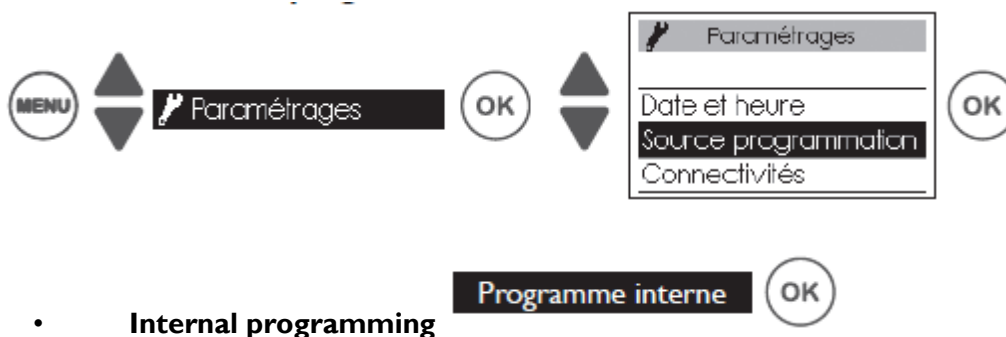 Paramétrages
MENU Paramétrages OK OK
Date et heure
Source programmation
Connectivités
Programme interne OK
• Internal programming